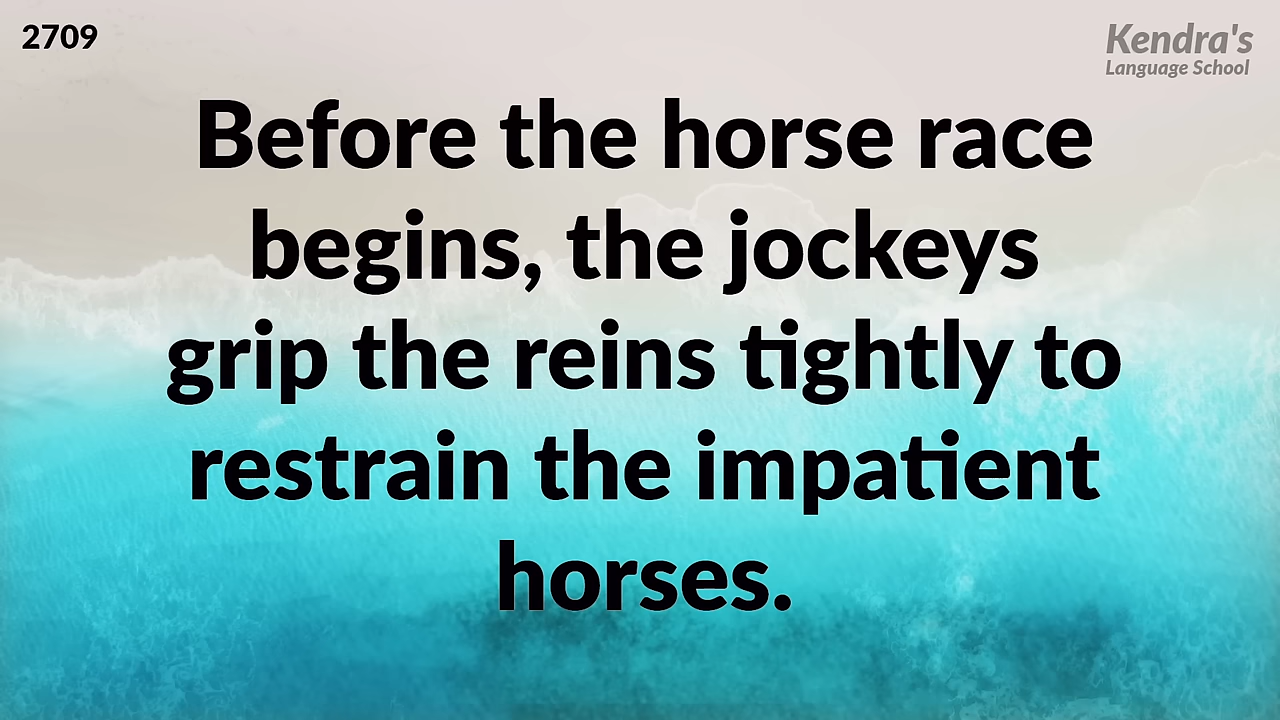 2709
Kendra's
Language School
Before the horse race
begins, the jockeys
grip the reins tightly to
restrain the impatient
horses.